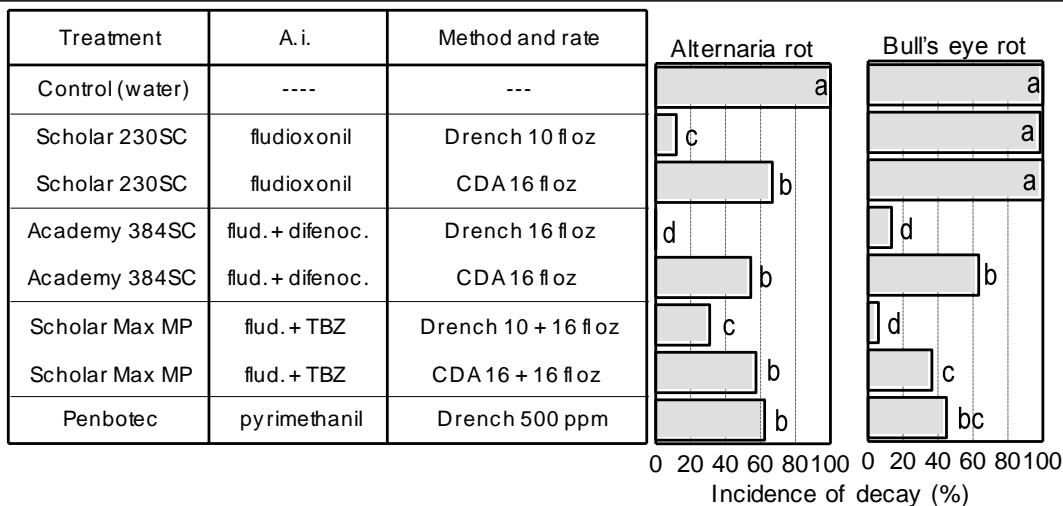 Treatment A.i. Method and rate Alternaria rot Bull's eye rot
Control (water) ---- --- a a
Scholar 230SC fludioxonil Drench 10 fl oz c a
Scholar 230SC fludioxonil CDA 16 fl oz b a
Academy 384SC flud. + difenoc. Drench 16 fl oz d d
Academy 384SC flud. + difenoc. CDA 16 fl oz b b
Scholar Max MP flud. + TBZ Drench 10 + 16 fl oz c d
Scholar Max MP flud. + TBZ CDA 16 + 16 fl oz b c
Penbotec pyrimethanil Drench 500 ppm b bc
0 20 40 60 80 100 0 20 40 60 80 100
Incidence of decay (%)